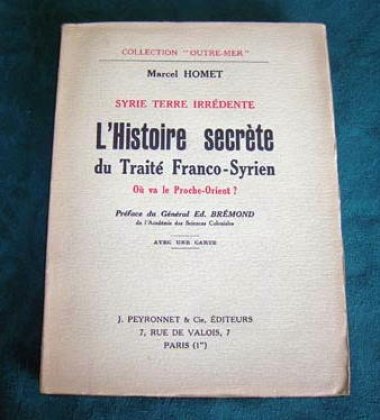 COLLECTION "OUTRE-MER"
Marcel HOMET
SYRIE TERRE IRRÉDENTE
L'Histoire secrète
du Traité Franco-Syrien
Où va le Proche-Orient ?
Préface du Général Ed. BRÉMOND
de l'Académie des Sciences Coloniales
AVEC UNE CARTE
J. PEYRONNET & Cie, ÉDITEURS
7, RUE DE VALOIS, 7
PARIS (1er)